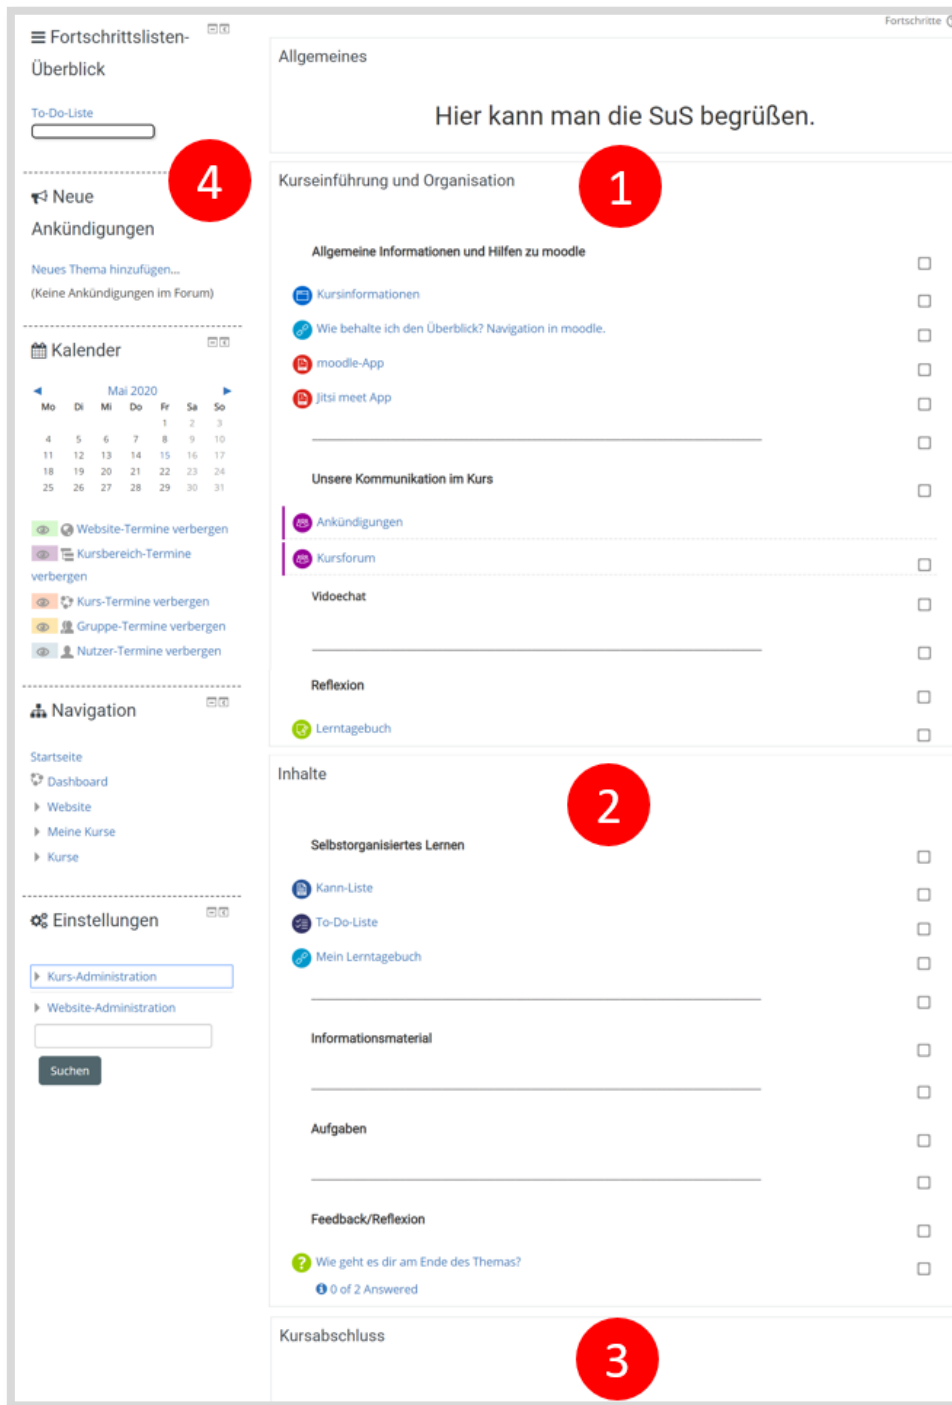 Fortschrittslisten-
Überblick
To-Do-Liste
4
Neue
Ankündigungen
Neues Thema hinzufügen...
(Keine Ankündigungen im Forum)
Kalender
Mai 2020
Mo Di Mi Do Fr Sa So
1 2 3
4 5 6 7 8 9 10
11 12 13 14 15 16 17
18 19 20 21 22 23 24
25 26 27 28 29 30 31
Website-Termine verbergen
Kursbereich-Termine
verbergen
Kurs-Termine verbergen
Gruppe-Termine verbergen
Nutzer-Termine verbergen
Navigation
Startseite
Dashboard
Website
Meine Kurse
Kurse
Einstellungen
Kurs-Administration
Website-Administration
Suchen
Fortschritte
Allgemeines
Hier kann man die SuS begrüßen.
Kurseinführung und Organisation
1
Allgemeine Informationen und Hilfen zu moodle
Kursinformationen
Wie behalte ich den Überblick? Navigation in moodle.
moodle-App
Jitsi meet App
Unsere Kommunikation im Kurs
Ankündigungen
Kursforum
Vidoechat
Reflexion
Lerntagebuch
Inhalte
2
Selbstorganisiertes Lernen
Kann-Liste
To-Do-Liste
Mein Lerntagebuch
Informationsmaterial
Aufgaben
Feedback/Reflexion
Wie geht es dir am Ende des Themas?
0 of 2 Answered
Kursabschluss
3